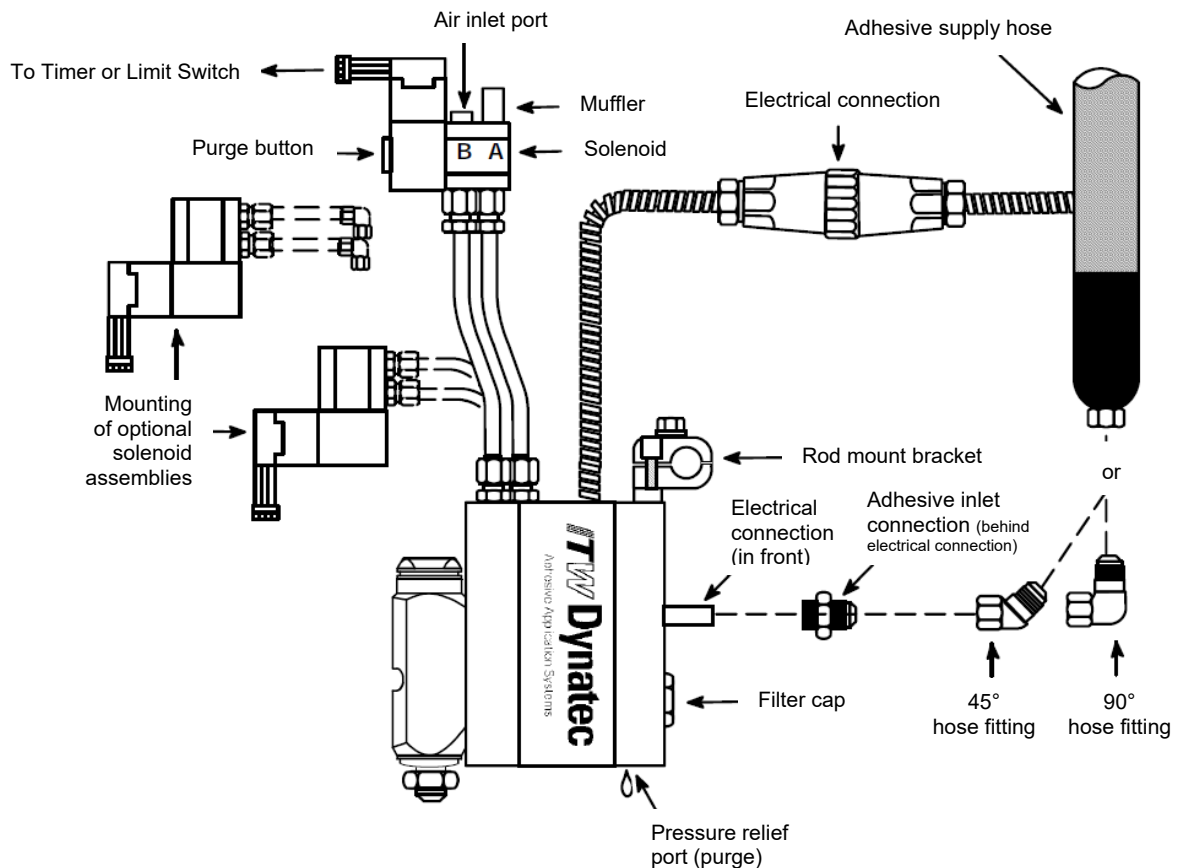 Air inlet port
Adhesive supply hose
To Timer or Limit Switch
Muffler
Electrical connection
Purge button
B A
Solenoid
Mounting
of optional
solenoid
assemblies
Rod mount bracket
or
Electrical
connection
(in front)
Adhesive inlet
connection (behind
electrical connection)
ITW Dynatec
Adhesive Application Systems
Filter cap
45°
hose fitting
90°
hose fitting
Pressure relief
port (purge)